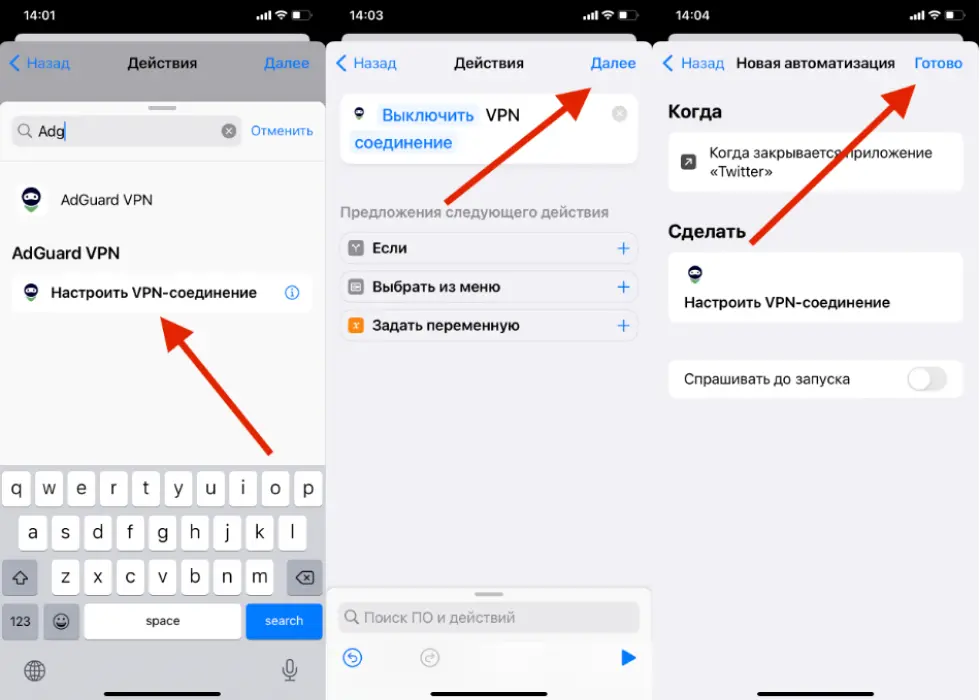 14:01
Назад
Действия
Далее
Adg
Отменить
AdGuard VPN
AdGuard VPN
Настроить VPN-соединение
q w e r t y u i o p
a s d f g h j k l
z x c v b n m
123
space
search
14:03
Назад
Действия
Далее
Выключить VPN
соединение
Предложения следующего действия
Если
Выбрать из меню
Задать переменную
Поиск ПО и действий
14:04
Назад
Новая автоматизация
Готово
Когда
Когда закрывается приложение
«Twitter»
Сделать
Настроить VPN-соединение
Спрашивать до запуска